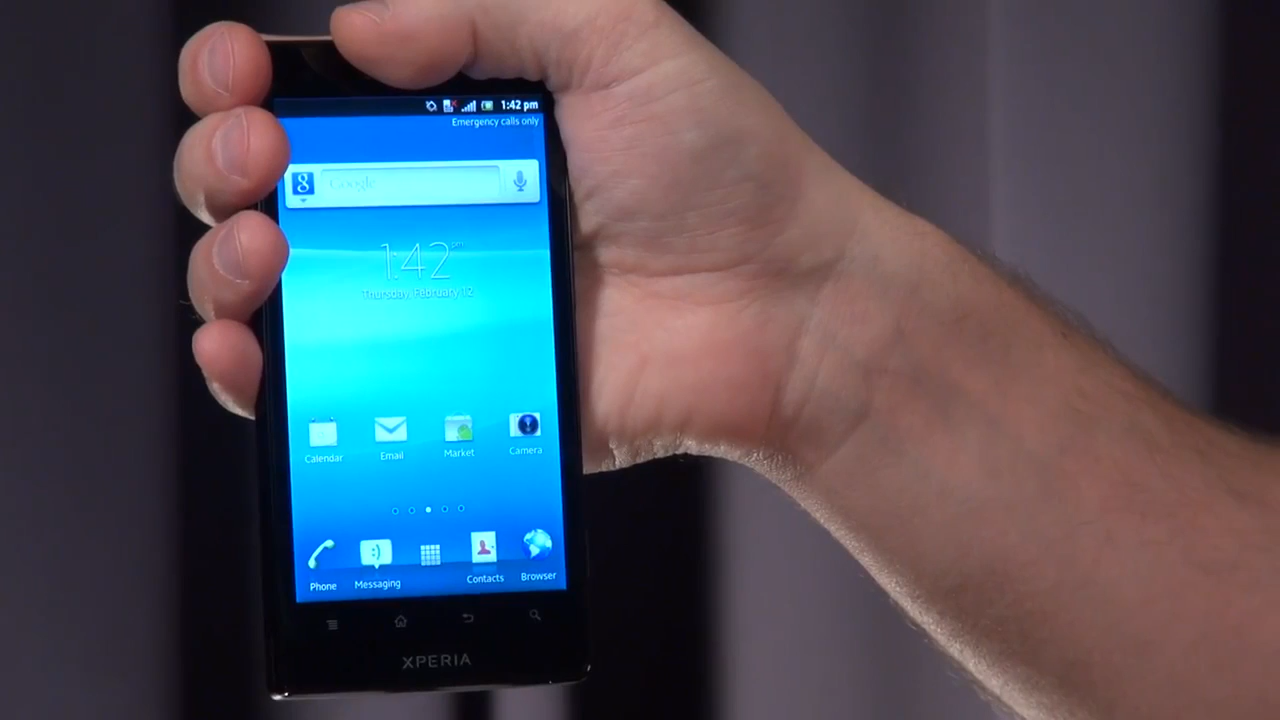 1:42 pm
Emergency calls only
8 Google
1:42 pm
Thursday, February 12
Calendar Email Market Camera
Phone Messaging Contacts Browser
XPERIA